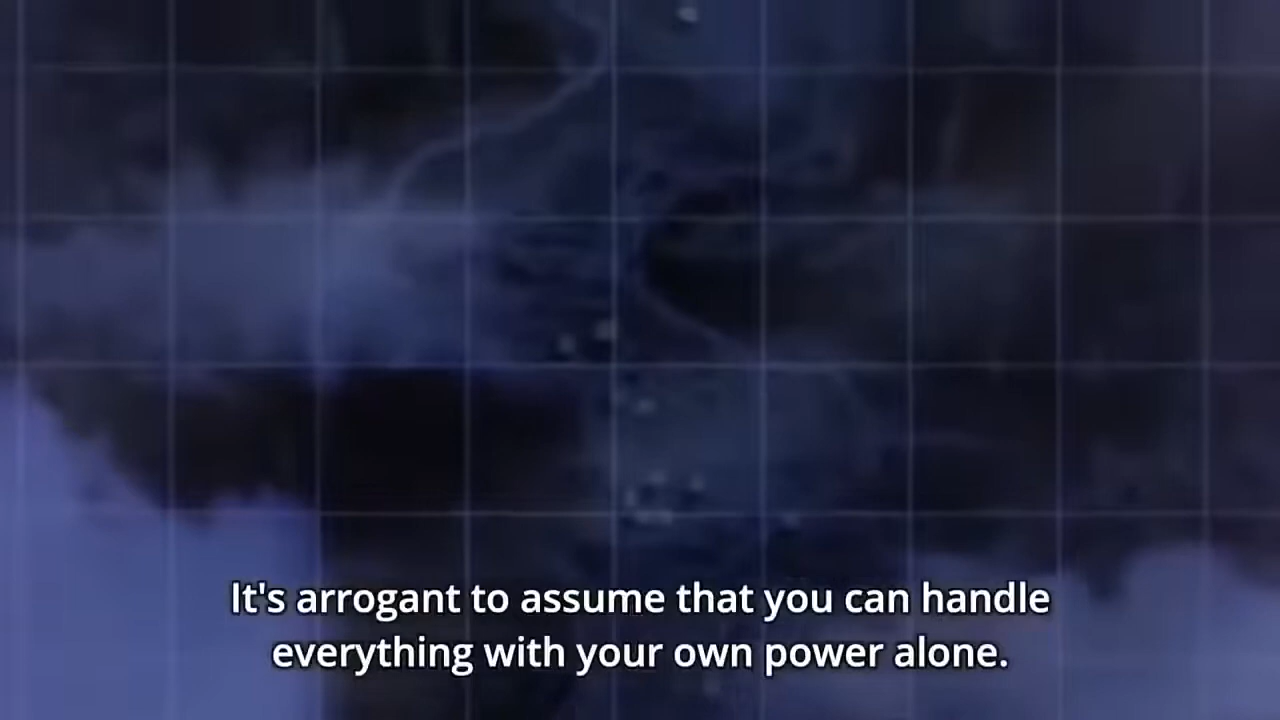 It's arrogant to assume that you can handle
everything with your own power alone.